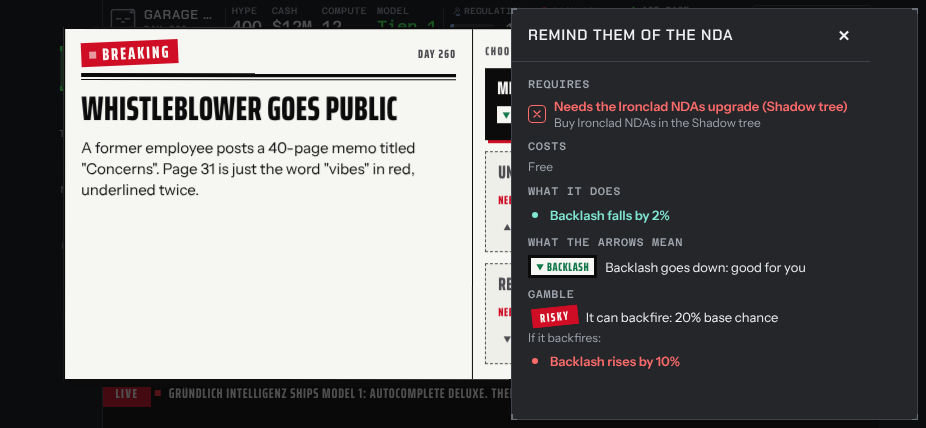 GARAGE ...
HYPE CASH COMPUTE MODEL
400 $12M 12 Tier 1
BREAKING
DAY 260
WHISTLEBLOWER GOES PUBLIC
A former employee posts a 40-page memo titled
"Concerns". Page 31 is just the word "vibes" in red,
underlined twice.
LIVE
GRÜNDLICH INTELLIGENZ SHIPS MODEL 1: AUTOCOMPLETE DELUXE.
REMIND THEM OF THE NDA
REQUIRES
Needs the Ironclad NDAs upgrade (Shadow tree)
Buy Ironclad NDAs in the Shadow tree
COSTS
Free
WHAT IT DOES
Backlash falls by 2%
WHAT THE ARROWS MEAN
▼ BACKLASH Backlash goes down: good for you
GAMBLE
RISKY It can backfire: 20% base chance
If it backfires:
Backlash rises by 10%